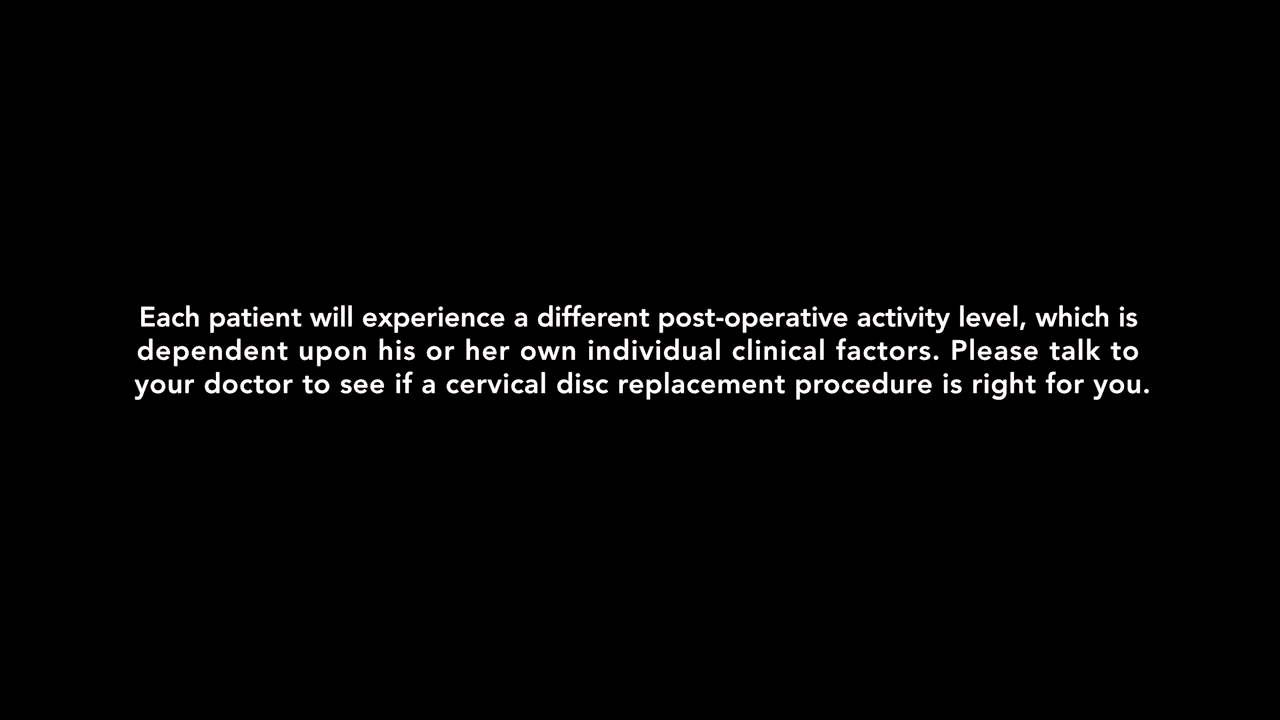 Each patient will experience a different post-operative activity level, which is
dependent upon his or her own individual clinical factors. Please talk to
your doctor to see if a cervical disc replacement procedure is right for you.